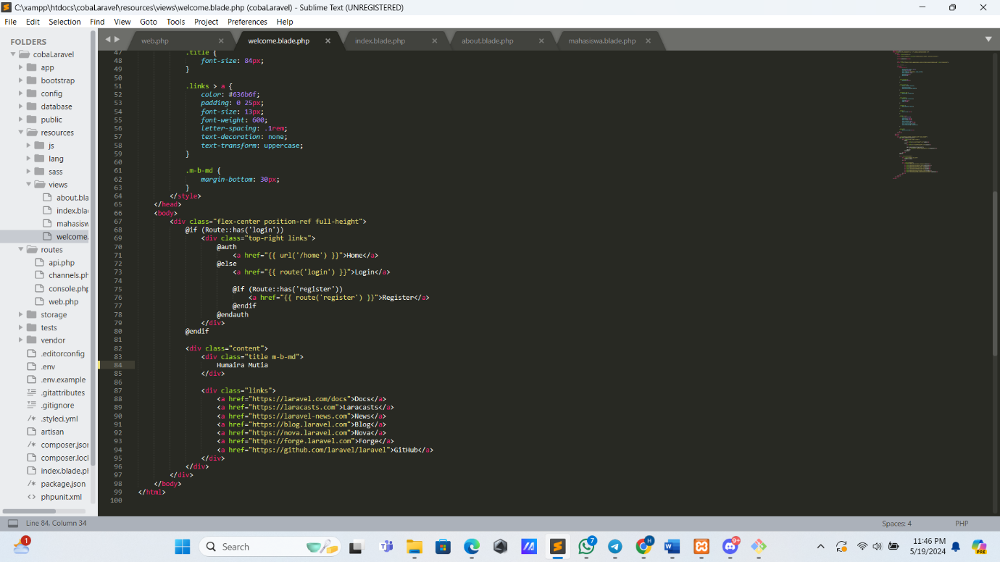 C:\xampp\htdocs\cobaLaravel\resources\views\welcome.blade.php (cobaLaravel) - Sublime Text (UNREGISTERED)
File Edit Selection Find View Goto Tools Project Preferences Help
FOLDERS
cobaLaravel
app
bootstrap
config
database
public
resources
js
lang
sass
views
about.bla
index.bla
mahasisw
welcome.
routes
api.php
channels.ph
console.php
web.php
storage
tests
vendor
.editorconfig
.env
.env.example
.gitattributes
.gitignore
.styleci.yml
artisan
composer.json
composer.lock
index.blade.ph
package.json
phpunit.xml
web.php welcome.blade.php index.blade.php about.blade.php mahasiswa.blade.php
47 .title {
48 font-size: 84px;
49 }
50
51 .links > a {
52 color: #636b6f;
53 padding: 0 25px;
54 font-size: 13px;
55 font-weight: 600;
56 letter-spacing: .1rem;
57 text-decoration: none;
58 text-transform: uppercase;
59 }
60
61 .m-b-md {
62 margin-bottom: 30px;
63 }
64 </style>
65 </head>
66 <body>
67 <div class="flex-center position-ref full-height">
68 @if (Route::has('login'))
69 <div class="top-right links">
70 @auth
71 <a href="{{ url('/home') }}">Home</a>
72 @else
73 <a href="{{ route('login') }}">Login</a>
74
75 @if (Route::has('register'))
76 <a href="{{ route('register') }}">Register</a>
77 @endif
78 @endauth
79 </div>
80 @endif
81
82 <div class="content">
83 <div class="title m-b-md">
84 Humaira Mutia
85 </div>
86
87 <div class="links">
88 <a href="https://laravel.com/docs">Docs</a>
89 <a href="https://laracasts.com">Laracasts</a>
90 <a href="https://laravel-news.com">News</a>
91 <a href="https://blog.laravel.com">Blog</a>
92 <a href="https://nova.laravel.com">Nova</a>
93 <a href="https://forge.laravel.com">Forge</a>
94 <a href="https://github.com/laravel/laravel">GitHub</a>
95 </div>
96 </div>
97 </div>
98 </body>
99 </html>
100
Line 84, Column 34 Spaces: 4 PHP
1 Search 7 H 9+ 11:46 PM PRE
5/19/2024